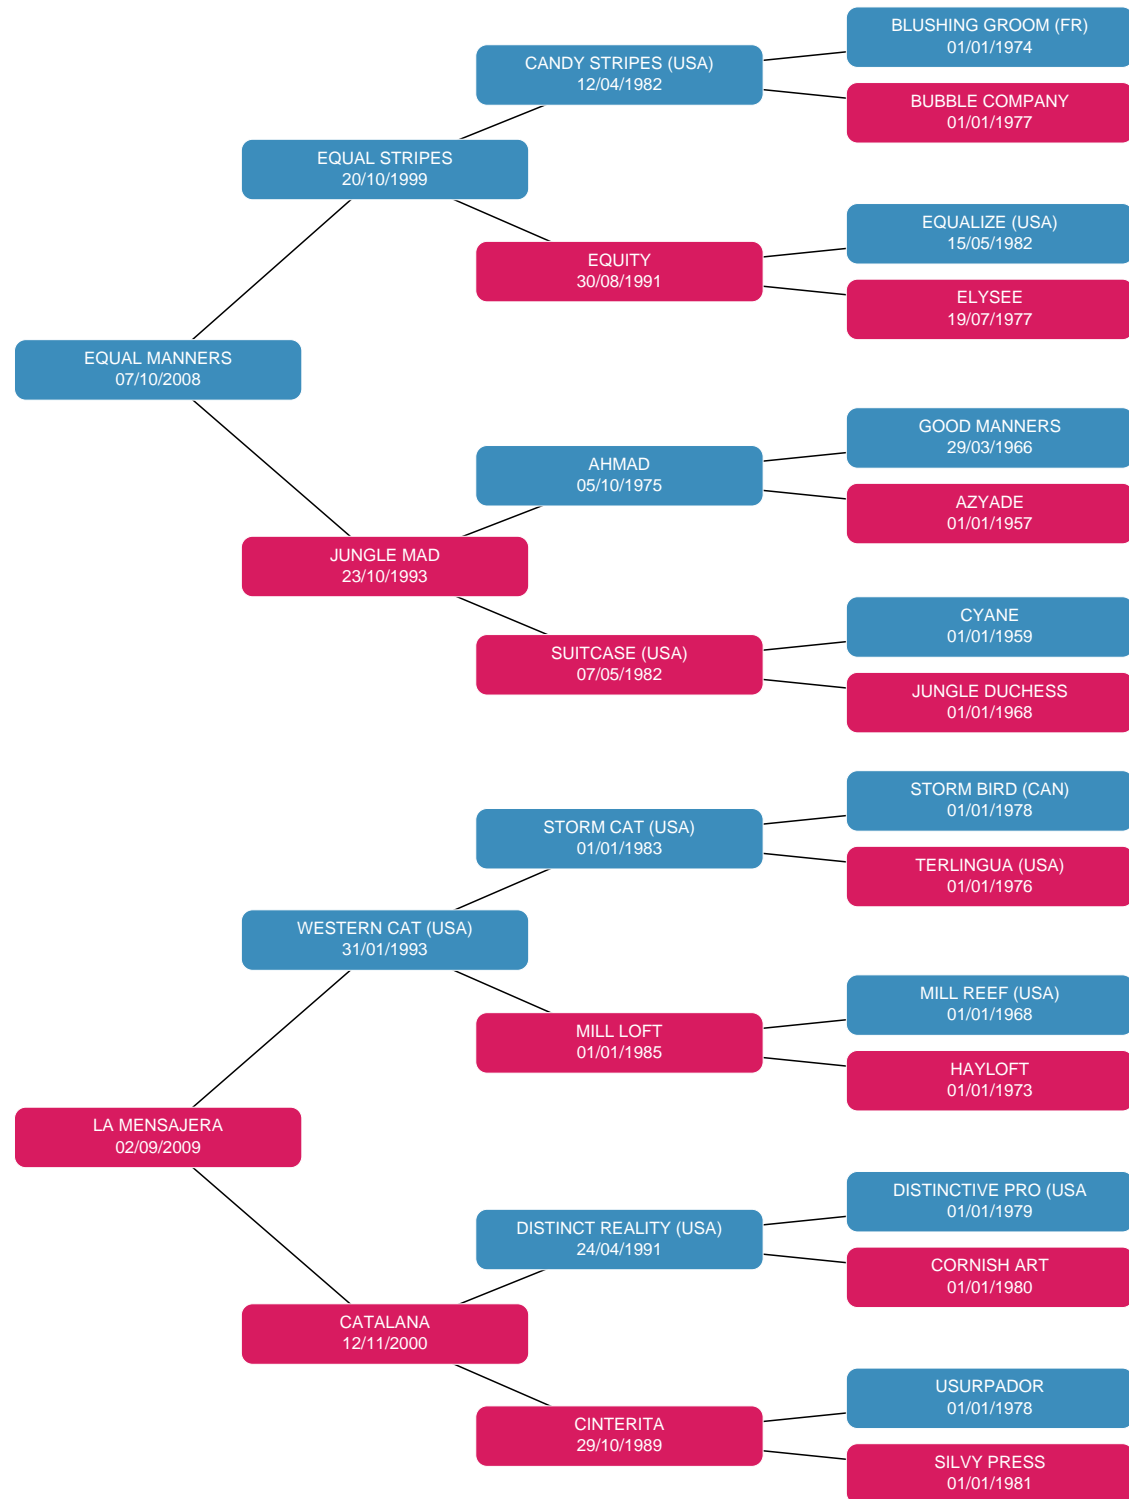 BLUSHING GROOM (FR)
01/01/1974
CANDY STRIPES (USA)
12/04/1982
BUBBLE COMPANY
01/01/1977
EQUAL STRIPES
20/10/1999
EQUALIZE (USA)
15/05/1982
EQUITY
30/08/1991
ELYSEE
19/07/1977
EQUAL MANNERS
07/10/2008
GOOD MANNERS
29/03/1966
AHMAD
05/10/1975
AZYADE
01/01/1957
JUNGLE MAD
23/10/1993
CYANE
01/01/1959
SUITCASE (USA)
07/05/1982
JUNGLE DUCHESS
01/01/1968
STORM BIRD (CAN)
01/01/1978
STORM CAT (USA)
01/01/1983
TERLINGUA (USA)
01/01/1976
WESTERN CAT (USA)
31/01/1993
MILL REEF (USA)
01/01/1968
MILL LOFT
01/01/1985
HAYLOFT
01/01/1973
LA MENSAJERA
02/09/2009
DISTINCTIVE PRO (USA
01/01/1979
DISTINCT REALITY (USA)
24/04/1991
CORNISH ART
01/01/1980
CATALANA
12/11/2000
USURPADOR
01/01/1978
CINTERITA
29/10/1989
SILVY PRESS
01/01/1981